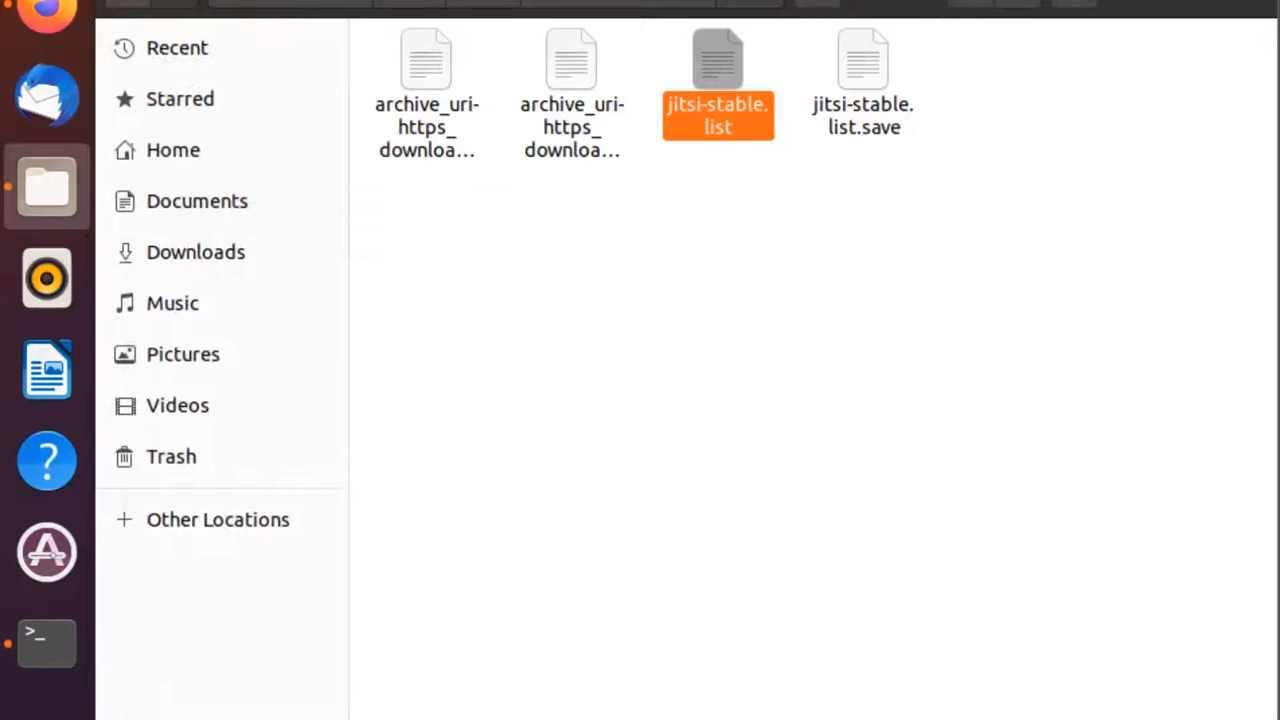 Recent
Starred
Home
Documents
Downloads
Music
Pictures
Videos
Trash
Other Locations
archive_uri-
https_
downloa...
archive_uri-
https_
downloa...
jitsi-stable.
list
jitsi-stable.
list.save
?
A
>_